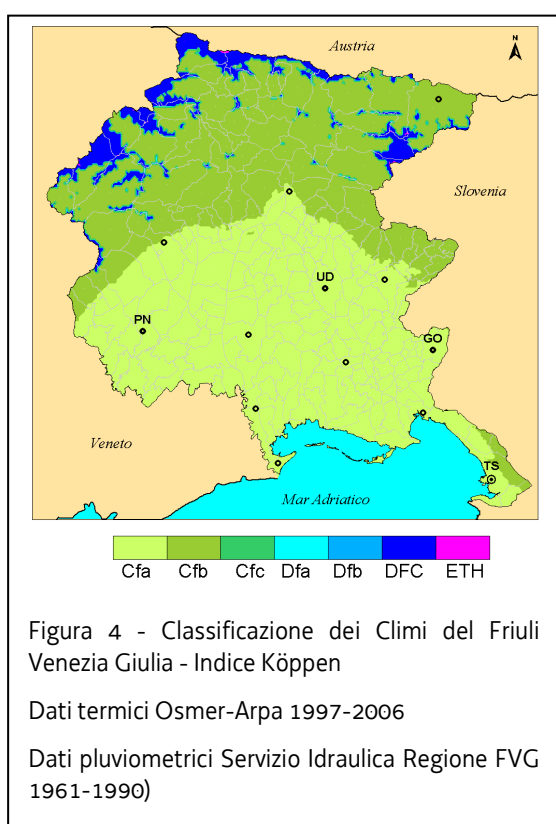 Austria
N
Slovenia
UD
PN
GO
Veneto
TS
Mar Adriatico
Cfa Cfb Cfc Dfa Dfb DFC ETH
Figura 4 - Classificazione dei Climi del Friuli
Venezia Giulia - Indice Köppen
Dati termici Osmer-Arpa 1997-2006
Dati pluviometrici Servizio Idraulica Regione FVG
1961-1990)